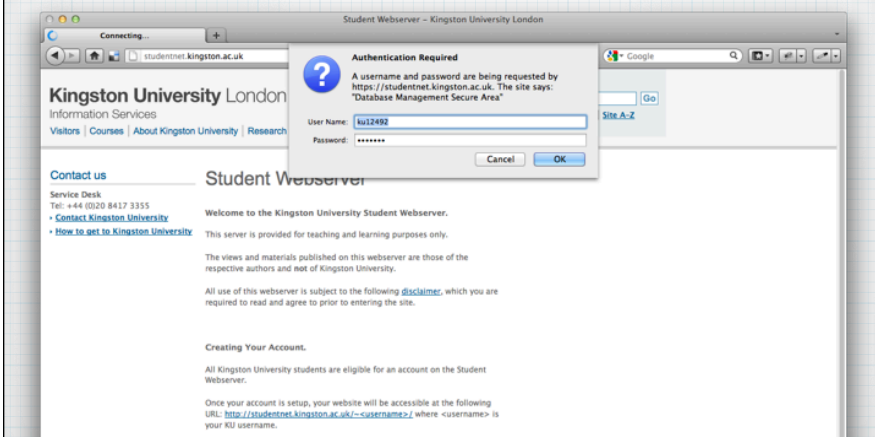 Student Webserver – Kingston University London
Connecting...
studentnet.kingston.ac.uk
Google
Authentication Required
A username and password are being requested by
https://studentnet.kingston.ac.uk. The site says:
"Database Management Secure Area"
User Name: ku12492
Password: •••••••
Cancel OK
Kingston University London
Information Services
Visitors | Courses | About Kingston University | Research
Go
Site A-Z
Contact us
Service Desk
Tel: +44 (0)20 8417 3355
Contact Kingston University
How to get to Kingston University
Student Webserver
Welcome to the Kingston University Student Webserver.
This server is provided for teaching and learning purposes only.
The views and materials published on this webserver are those of the
respective authors and not of Kingston University.
All use of this webserver is subject to the following disclaimer, which you are
required to read and agree to prior to entering the site.
Creating Your Account.
All Kingston University students are eligible for an account on the Student
Webserver.
Once your account is setup, your website will be accessible at the following
URL: http://studentnet.kingston.ac.uk/~<username>/ where <username> is
your KU username.